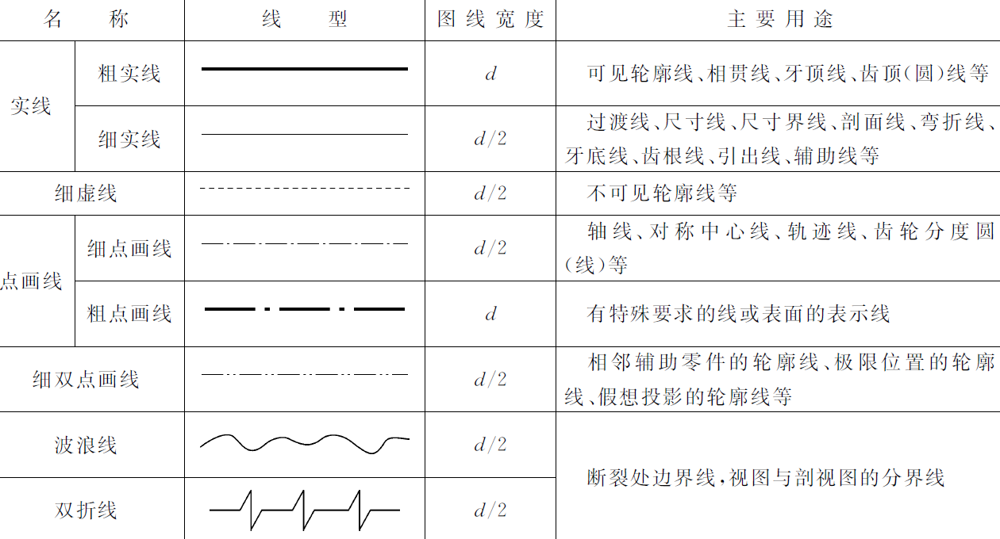 名 称 线 型 图线宽度 主要用途
实线 粗实线 d 可见轮廓线、相贯线、牙顶线、齿顶(圆)线等
细实线 d/2 过渡线、尺寸线、尺寸界线、剖面线、弯折线、
牙底线、齿根线、引出线、辅助线等
细虚线 d/2 不可见轮廓线等
点画线 细点画线 d/2 轴线、对称中心线、轨迹线、齿轮分度圆
(线)等
粗点画线 d 有特殊要求的线或表面的表示线
细双点画线 d/2 相邻辅助零件的轮廓线、极限位置的轮廓
线、假想投影的轮廓线等
波浪线 d/2 断裂处边界线,视图与剖视图的分界线
双折线 d/2